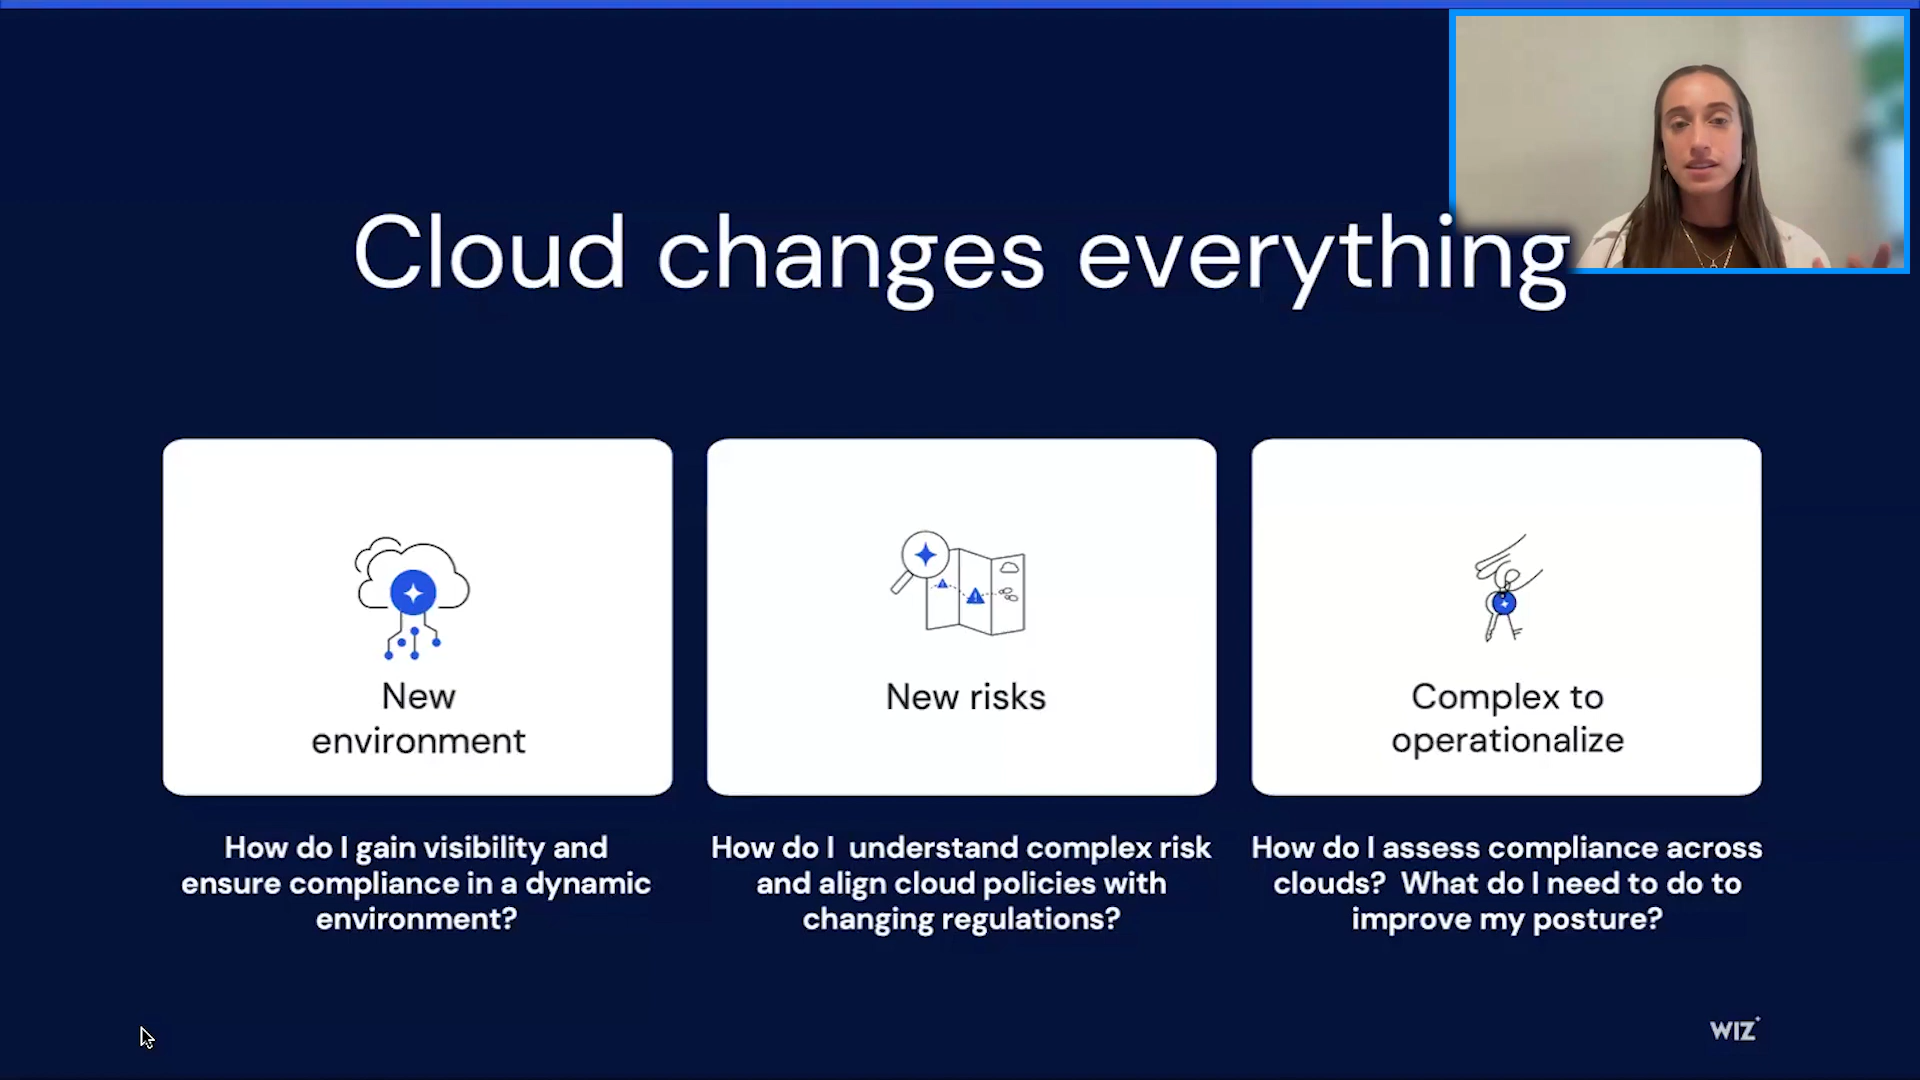 Cloud changes everything
New
environment
New risks
Complex to
operationalize
How do I gain visibility and
ensure compliance in a dynamic
environment?
How do I understand complex risk
and align cloud policies with
changing regulations?
How do I assess compliance across
clouds? What do I need to do to
improve my posture?
WIZ